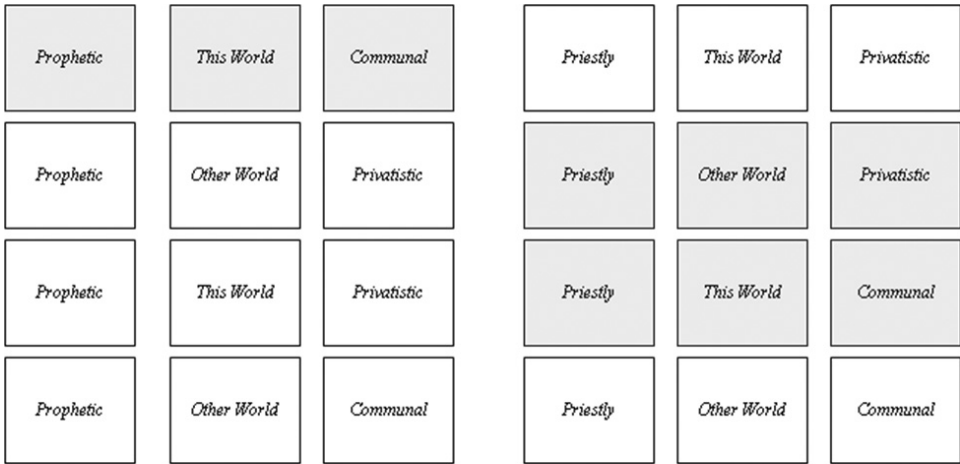 Prophetic This World Communal Priestly This World Privatistic
Prophetic Other World Privatistic Priestly Other World Privatistic
Prophetic This World Privatistic Priestly This World Communal
Prophetic Other World Communal Priestly Other World Communal